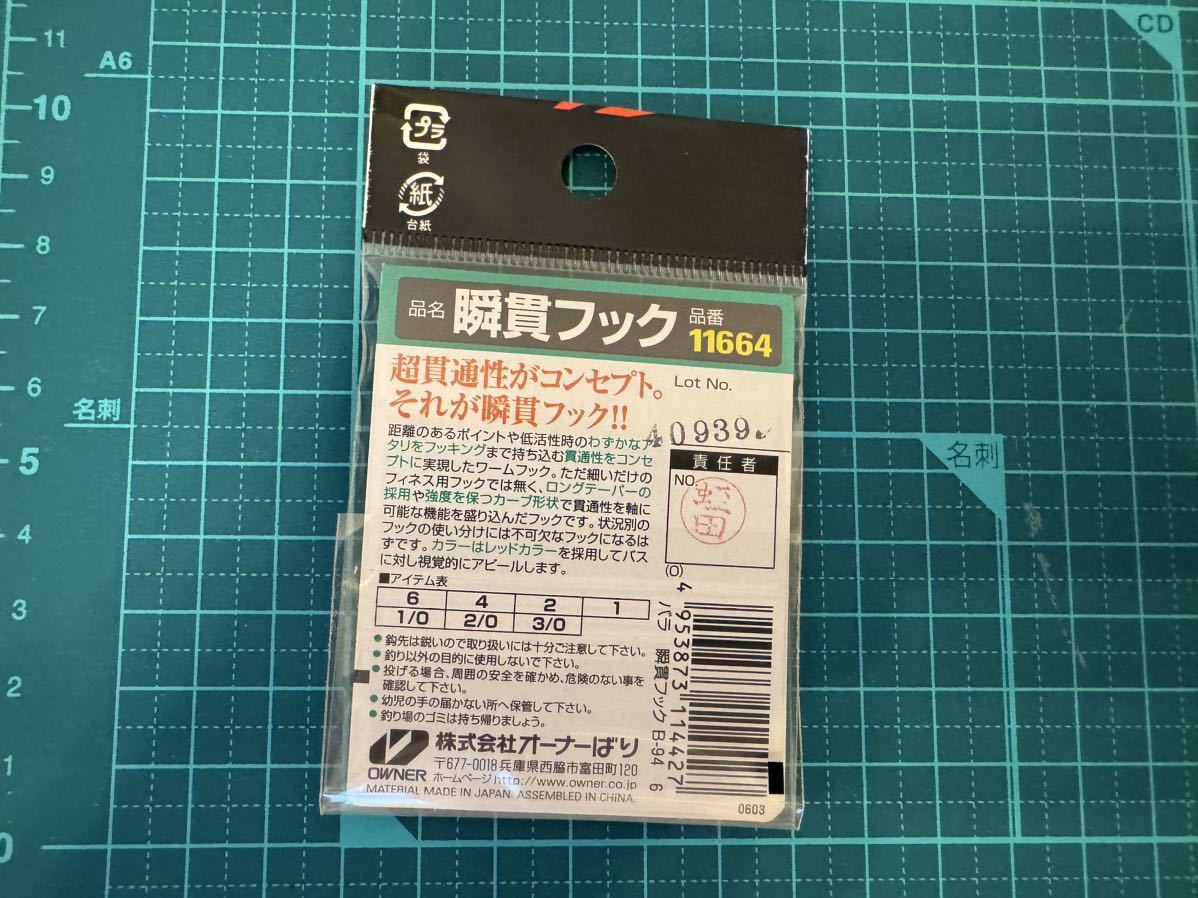 11
A6
10
9
8
7
6
名刺
5
4
3
2
1
0
CD
名刺
プラ
袋
紙
台紙
品名 瞬貫フック 品番
11664
超貫通性がコンセプト。
それが瞬貫フック!!
Lot No.
40939
責任者
NO.
距離のあるポイントや低活性時のわずかなア
タリをフッキングまで持ち込む貫通性をコンセ
プトに実現したワームフック。ただ細いだけの
フィネス用フックでは無く、ロングテーパーの
採用や強度を保つカーブ形状で貫通性を軸に
可能な機能を盛り込んだフックです。状況別の
フックの使い分けには不可欠なフックになるは
ずです。カラーはレッドカラーを採用してバス
に対し視覚的にアピールします。
■アイテム表
6 4 2 1
1/0 2/0 3/0
●鈎先は鋭いので取り扱いには十分ご注意して下さい。
●釣り以外の目的に使用しないで下さい。
●投げる場合、周囲の安全を確かめ、危険のない事を
確認して下さい。
●幼児の手の届かない所へ保管して下さい。
●釣り場のゴミは持ち帰りましょう。
OWNER
株式会社オーナーばり
〒677-0018兵庫県西脇市富田町120
ホームページhttp://www.owner.co.jp
MATERIAL MADE IN JAPAN. ASSEMBLED IN CHINA.
(O)
バラ 瞬貫フック B-94
4 953873 114427 6
0603